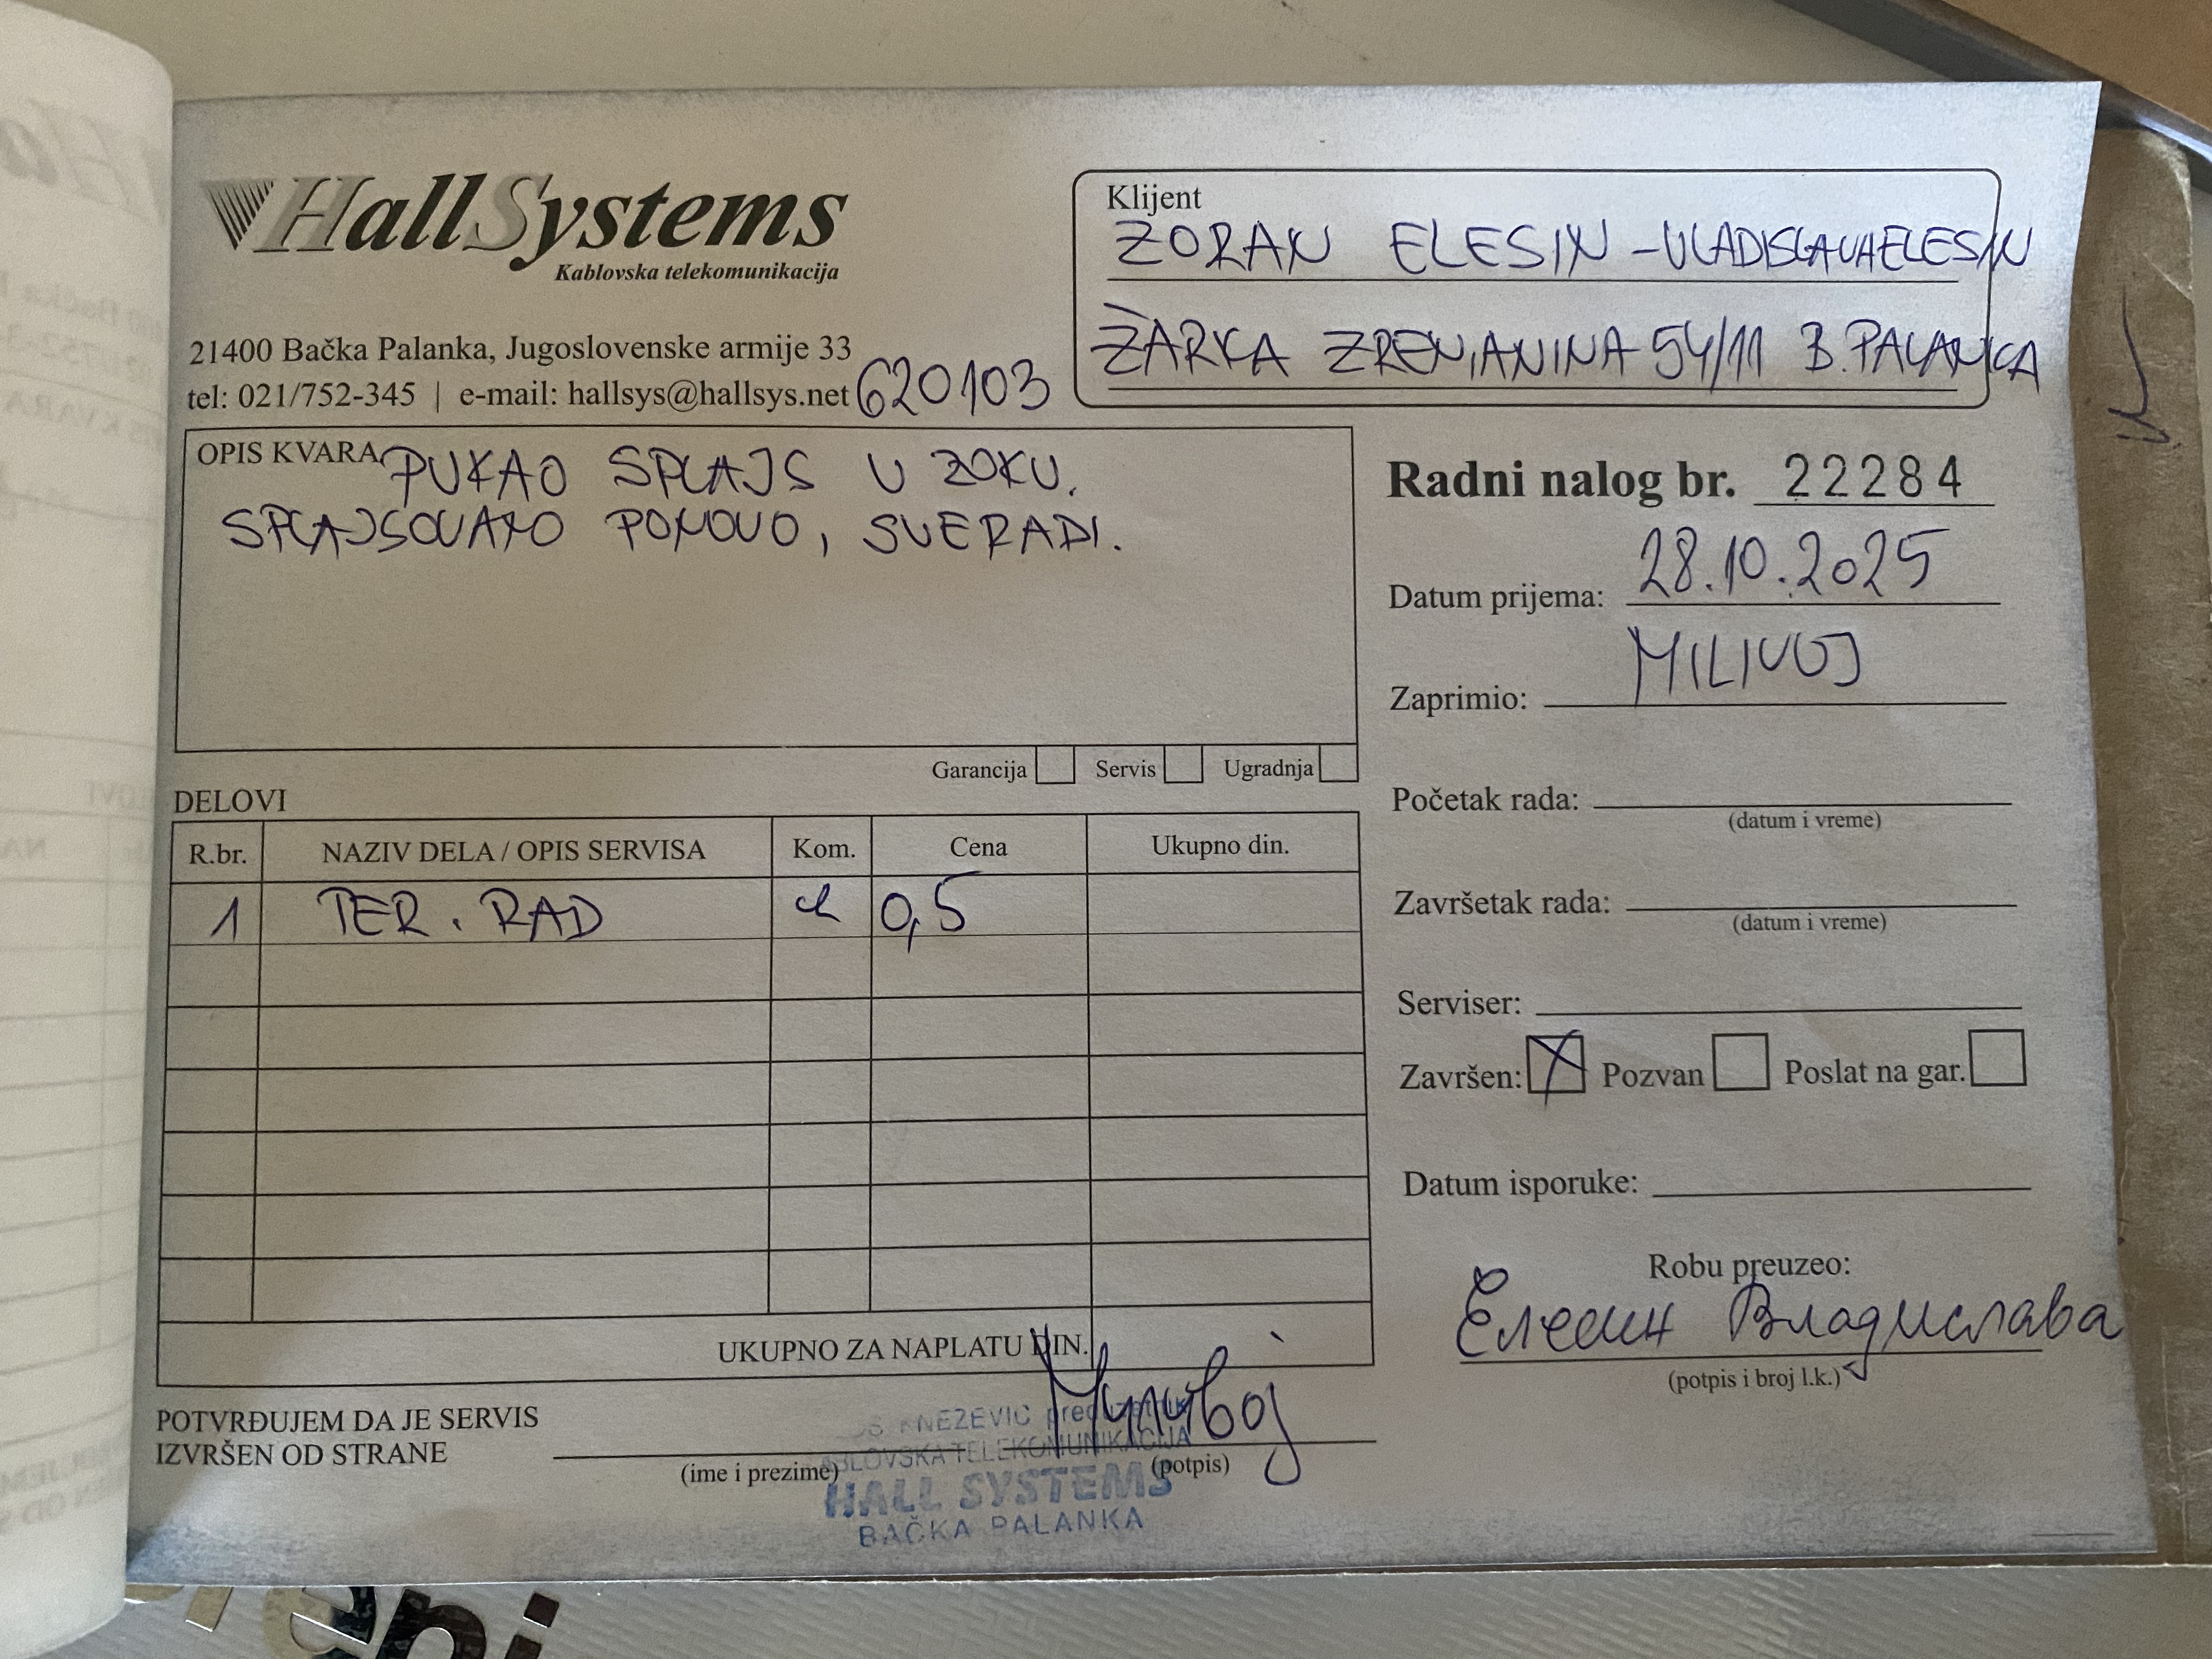 HallSystems
Kablovska telekomunikacija
21400 Bačka Palanka, Jugoslovenske armije 33
tel: 021/752-345 | e-mail: hallsys@hallsys.net
620103
Klijent
ZORAN ELESIN - VLADISLAVA ELESIN
ŽARKA ZRENJANINA 54/11 B. PALANKA
OPIS KVARA
PUKAO SPLAJS U ZOKU.
SPLAJSOVANO PONOVO, SVE RADI.
Garancija Servis Ugradnja
Radni nalog br. 22284
Datum prijema: 28.10.2025
Zaprimio: MILIVOJ
Početak rada:
(datum i vreme)
Završetak rada:
(datum i vreme)
Serviser:
Završen: X Pozvan Poslat na gar.
Datum isporuke:
Robu preuzeo:
Елесин Владислава
(potpis i broj l.k.)
DELOVI
R.br. NAZIV DELA / OPIS SERVISA Kom. Cena Ukupno din.
1 TER. RAD 0,5
UKUPNO ZA NAPLATU DIN.
POTVRĐUJEM DA JE SERVIS
IZVRŠEN OD STRANE
Миливој
(ime i prezime) (potpis)
KNEZEVIC
TELEKOMUNIKACIJA
HALL SYSTEMS
BAČKA PALANKA